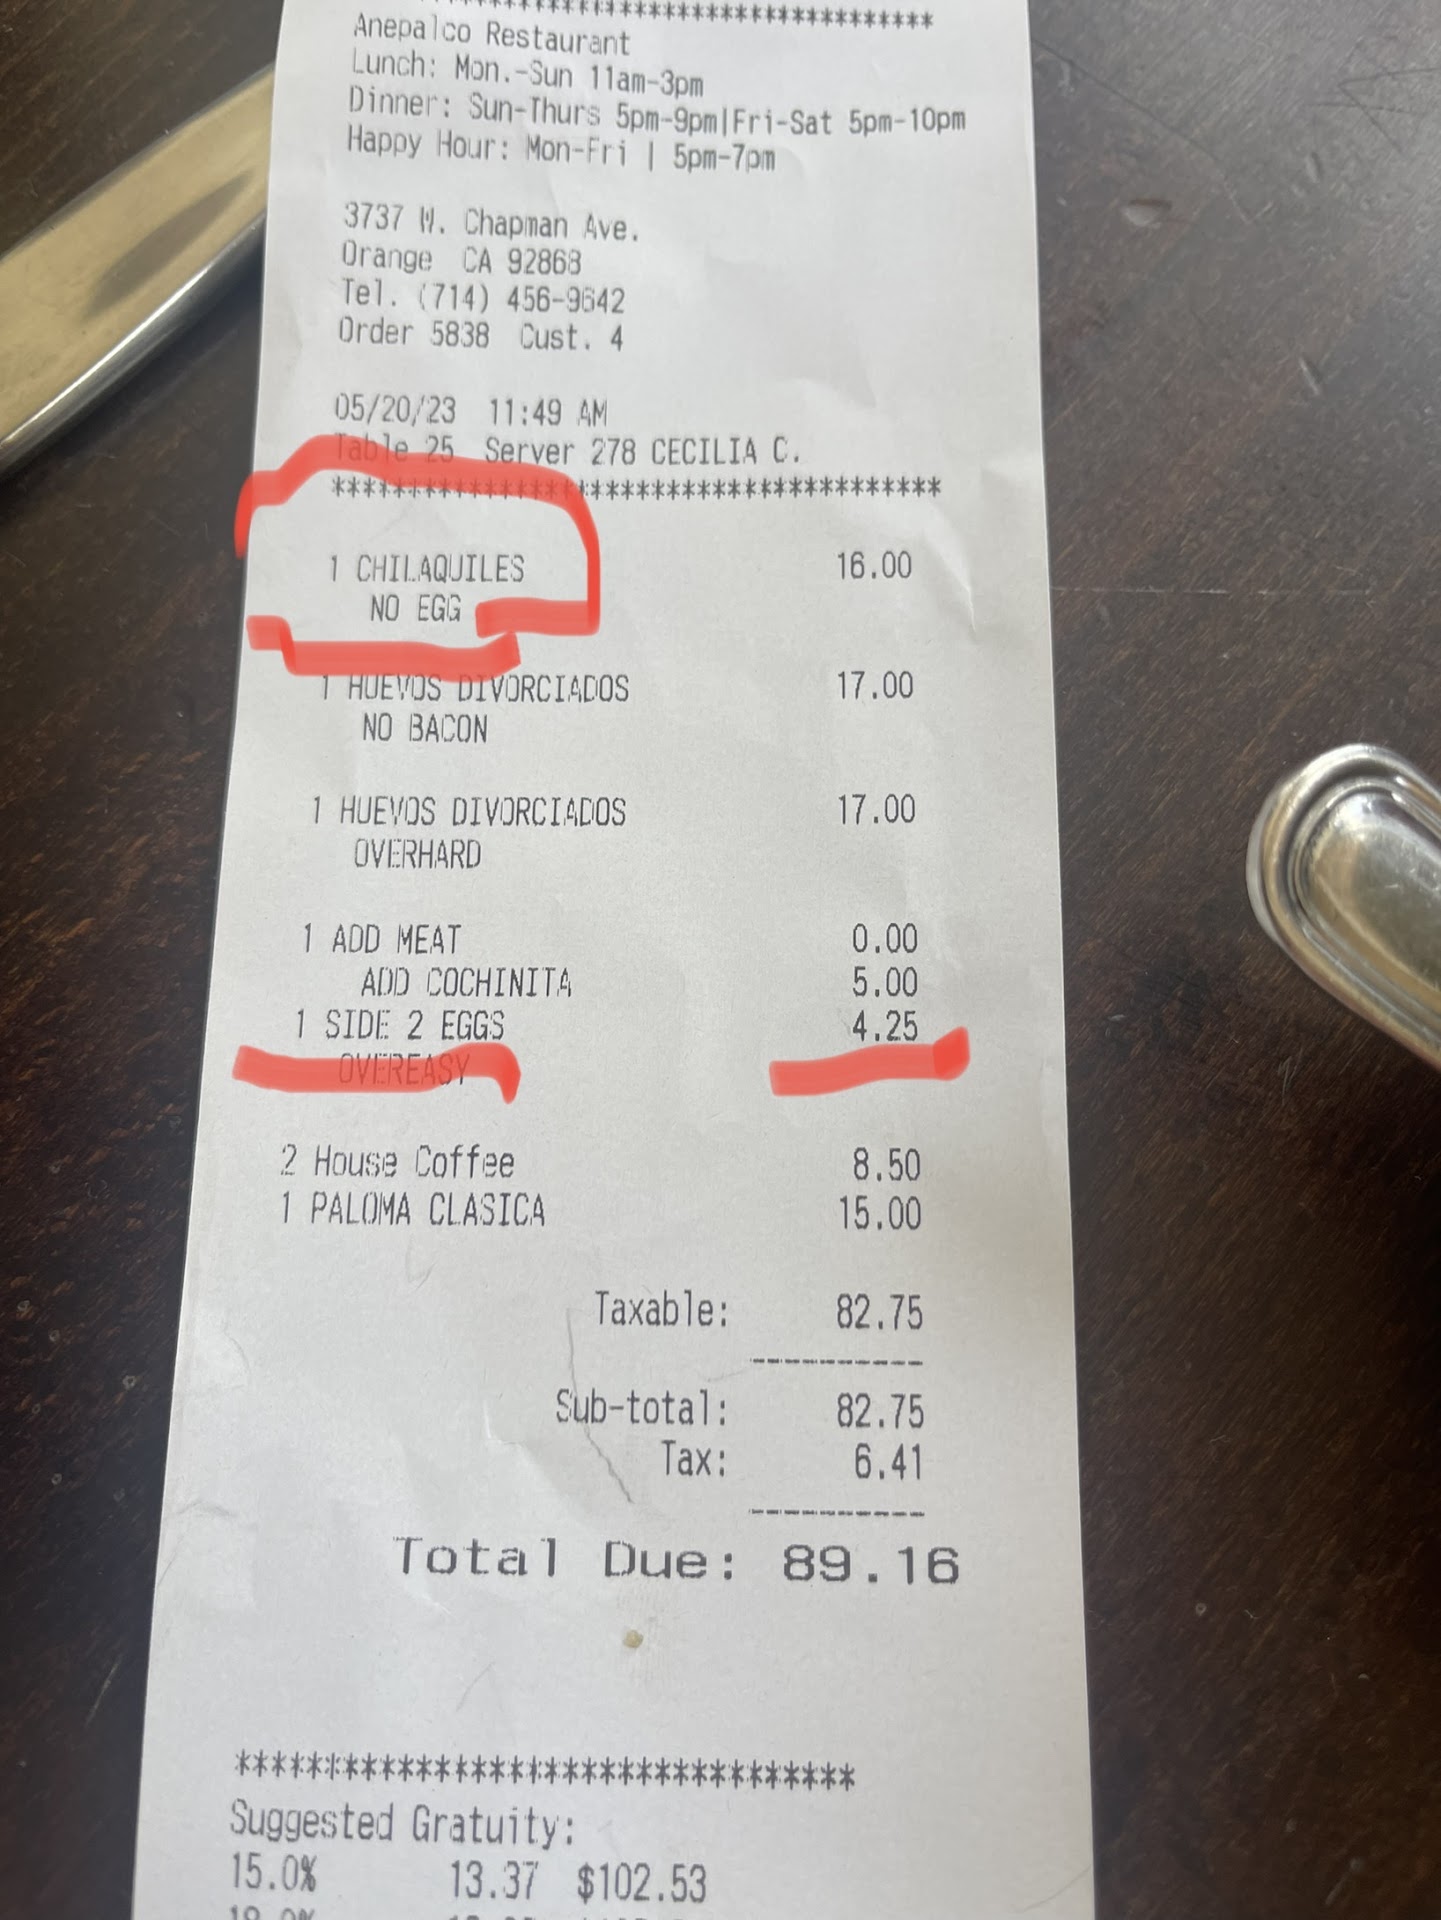 ***********************************
Anepalco Restaurant
Lunch: Mon.-Sun 11am-3pm
Dinner: Sun-Thurs 5pm-9pm|Fri-Sat 5pm-10pm
Happy Hour: Mon-Fri | 5pm-7pm
3737 W. Chapman Ave.
Orange CA 92868
Tel. (714) 456-9642
Order 5838 Cust. 4
05/20/23 11:49 AM
Table 25 Server 278 CECILIA C.
****************************************
1 CHILAQUILES 16.00
NO EGG
1 HUEVOS DIVORCIADOS 17.00
NO BACON
1 HUEVOS DIVORCIADOS 17.00
OVERHARD
1 ADD MEAT 0.00
ADD COCHINITA 5.00
1 SIDE 2 EGGS 4.25
OVEREASY
2 House Coffee 8.50
1 PALOMA CLASICA 15.00
Taxable: 82.75
------------
Sub-total: 82.75
Tax: 6.41
------------
Total Due: 89.16
***********************************
Suggested Gratuity:
15.0% 13.37 $102.53